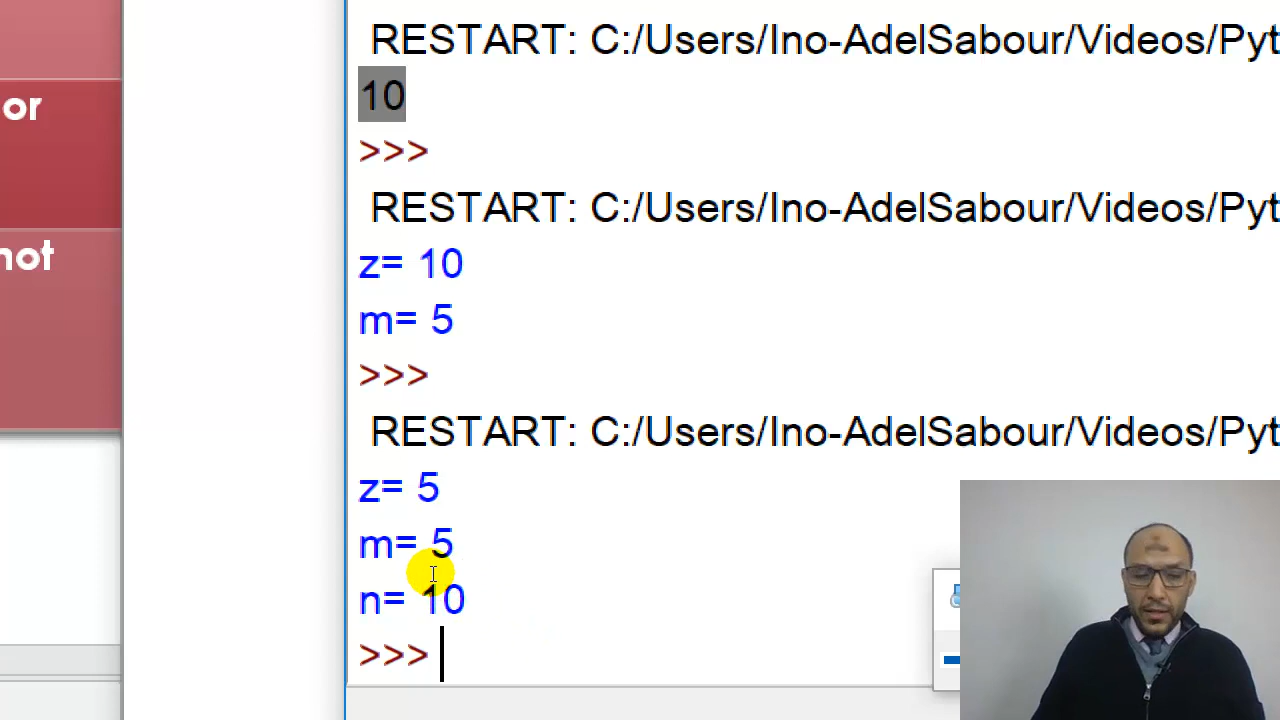 or
not
RESTART: C:/Users/Ino-AdelSabour/Videos/Pyt
10
>>>
RESTART: C:/Users/Ino-AdelSabour/Videos/Pyt
z= 10
m= 5
>>>
RESTART: C:/Users/Ino-AdelSabour/Videos/Pyt
z= 5
m= 5
n= 10
>>>